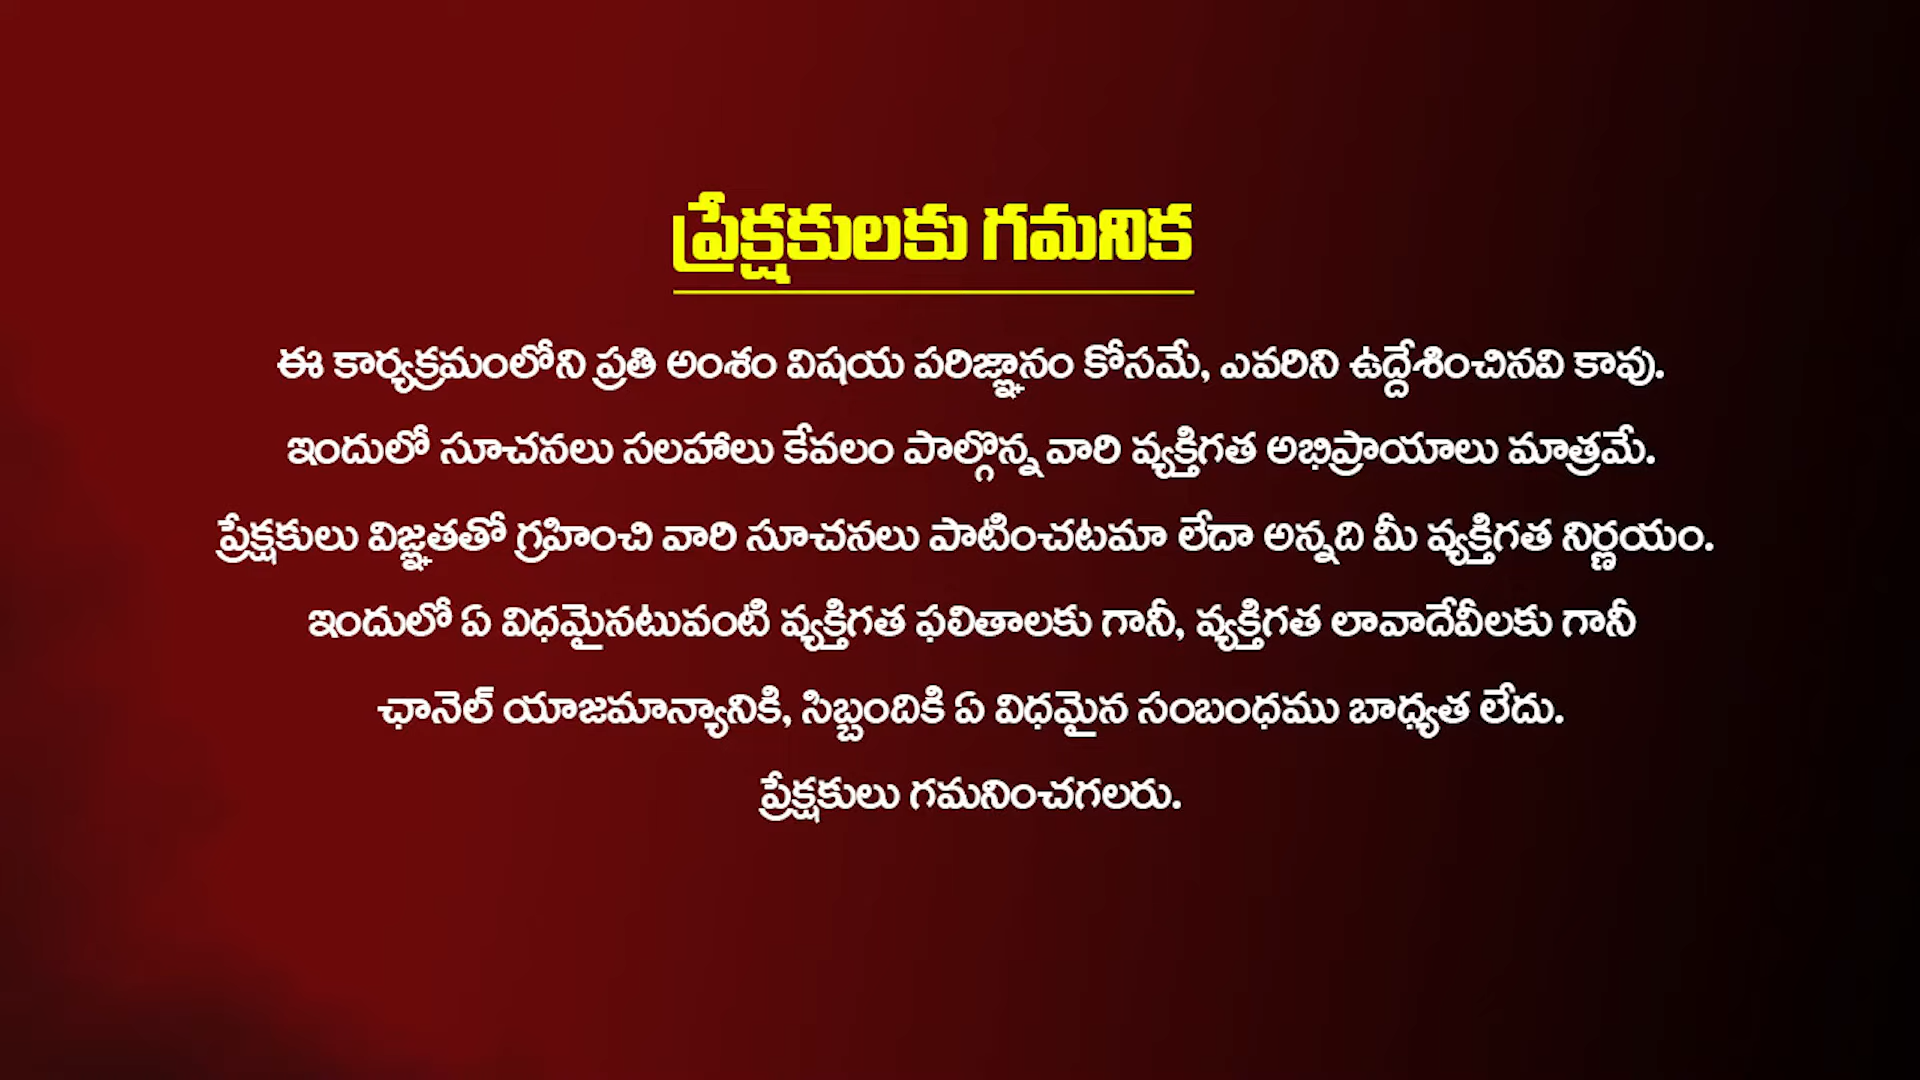 ప్రేక్షకులకు గమనిక
ఈ కార్యక్రమంలోని ప్రతి అంశం విషయ పరిజ్ఞానం కోసమే, ఎవరిని ఉద్దేశించినవి కావు.
ఇందులో సూచనలు సలహాలు కేవలం పాల్గొన్న వారి వ్యక్తిగత అభిప్రాయాలు మాత్రమే.
ప్రేక్షకులు విజ్ఞతతో గ్రహించి వారి సూచనలు పాటించటమా లేదా అన్నది మీ వ్యక్తిగత నిర్ణయం.
ఇందులో ఏ విధమైనటువంటి వ్యక్తిగత ఫలితాలకు గానీ, వ్యక్తిగత లావాదేవీలకు గానీ
ఛానెల్ యాజమాన్యానికి, సిబ్బందికి ఏ విధమైన సంబంధము బాధ్యత లేదు.
ప్రేక్షకులు గమనించగలరు.